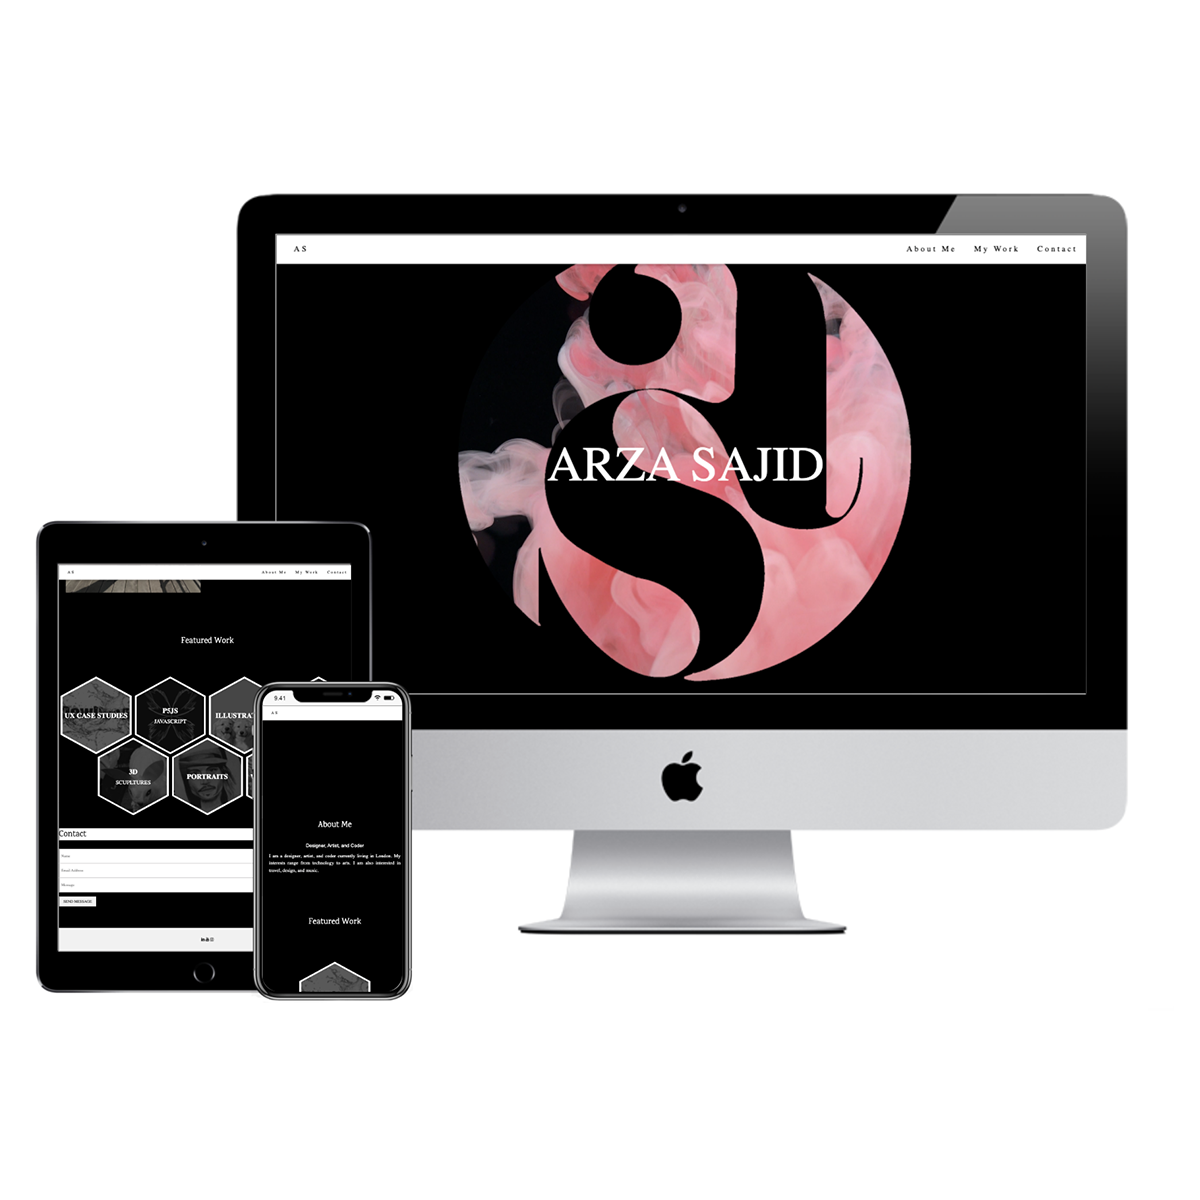 AS
About Me My Work Contact
ARZA SAJID
AS
About Me My Work Contact
Featured Work
UX CASE STUDIES
P5JS
JAVASCRIPT
ILLUSTRAT
3D
SCUPLTURES
PORTRAITS
Contact
Name
Email Address
Message
SEND MESSAGE
9.41
AS
About Me
Designer, Artist, and Coder
I am a designer, artist, and coder currently living in London. My
interests range from technology to arts. I am also interested in
travel, design, and music.
Featured Work